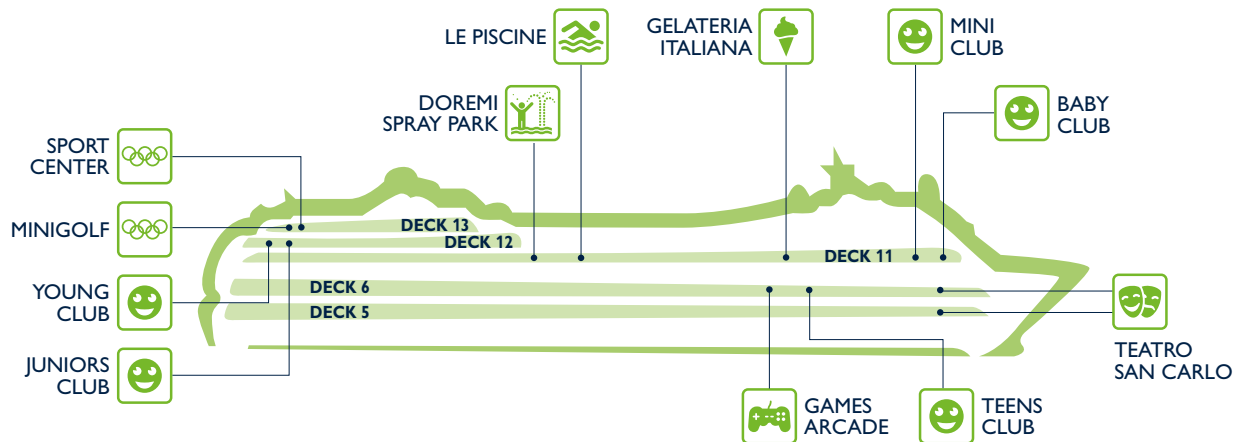 LE PISCINE
GELATERIA
ITALIANA
MINI
CLUB
DOREMI
SPRAY PARK
BABY
CLUB
SPORT
CENTER
MINIGOLF
DECK 13
DECK 12
DECK 11
YOUNG
CLUB
DECK 6
DECK 5
JUNIORS
CLUB
TEATRO
SAN CARLO
GAMES
ARCADE
TEENS
CLUB